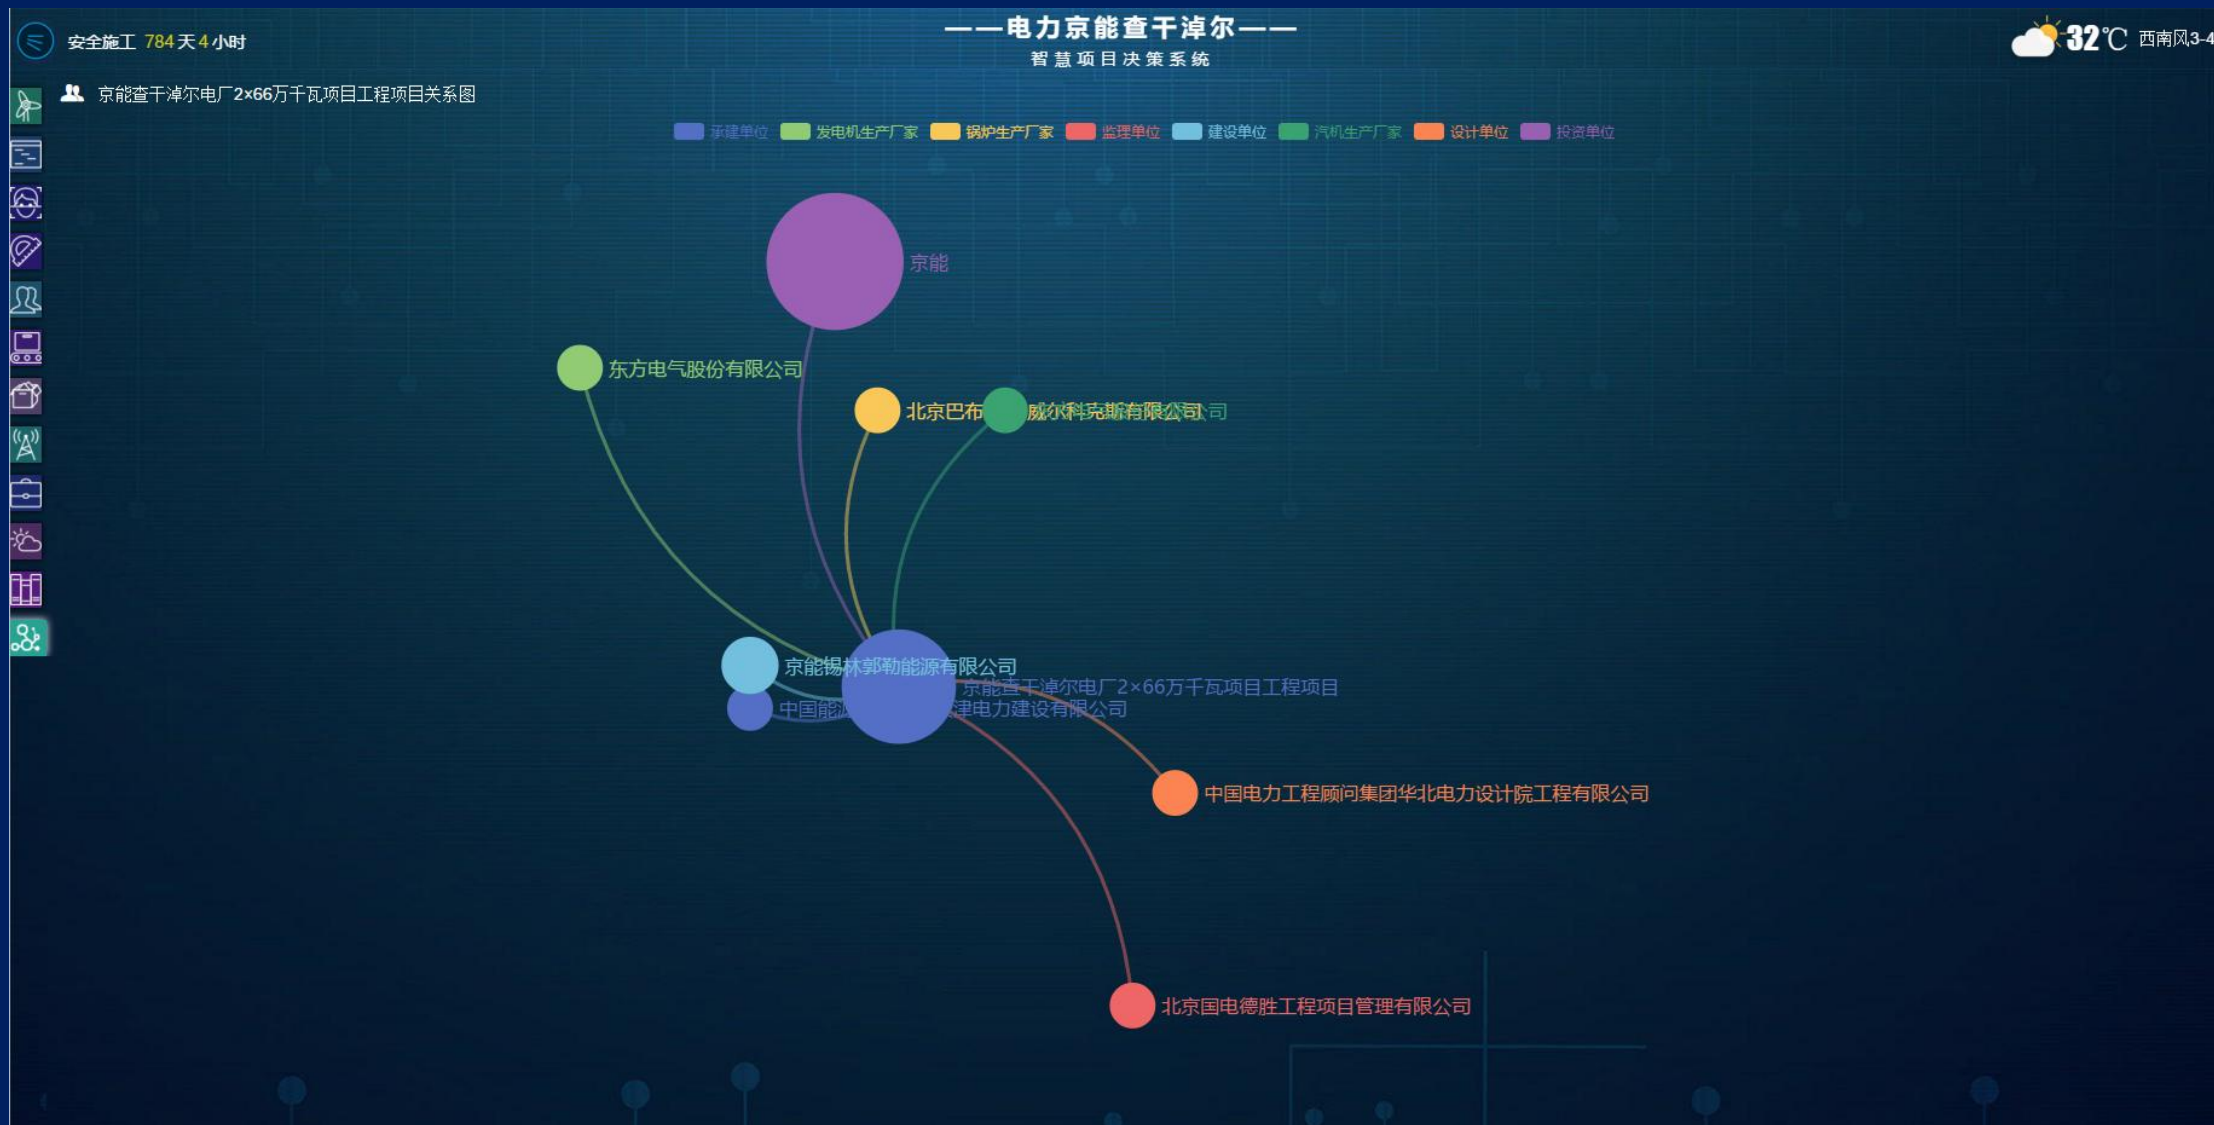 安全施工 784天4小时
——电力京能查干淖尔——
智慧项目决策系统
32℃ 西南风3-4
京能查干淖尔电厂2×66万千瓦项目工程项目关系图
承建单位 发电机生产厂家 锅炉生产厂家 监理单位 建设单位 汽机生产厂家 设计单位 投资单位
京能
东方电气股份有限公司
北京巴布 威尔科克斯有限公司
京能锡林郭勒能源有限公司
京能查干淖尔电厂2×66万千瓦项目工程项目
中国能源 津电力建设有限公司
中国电力工程顾问集团华北电力设计院工程有限公司
北京国电德胜工程项目管理有限公司